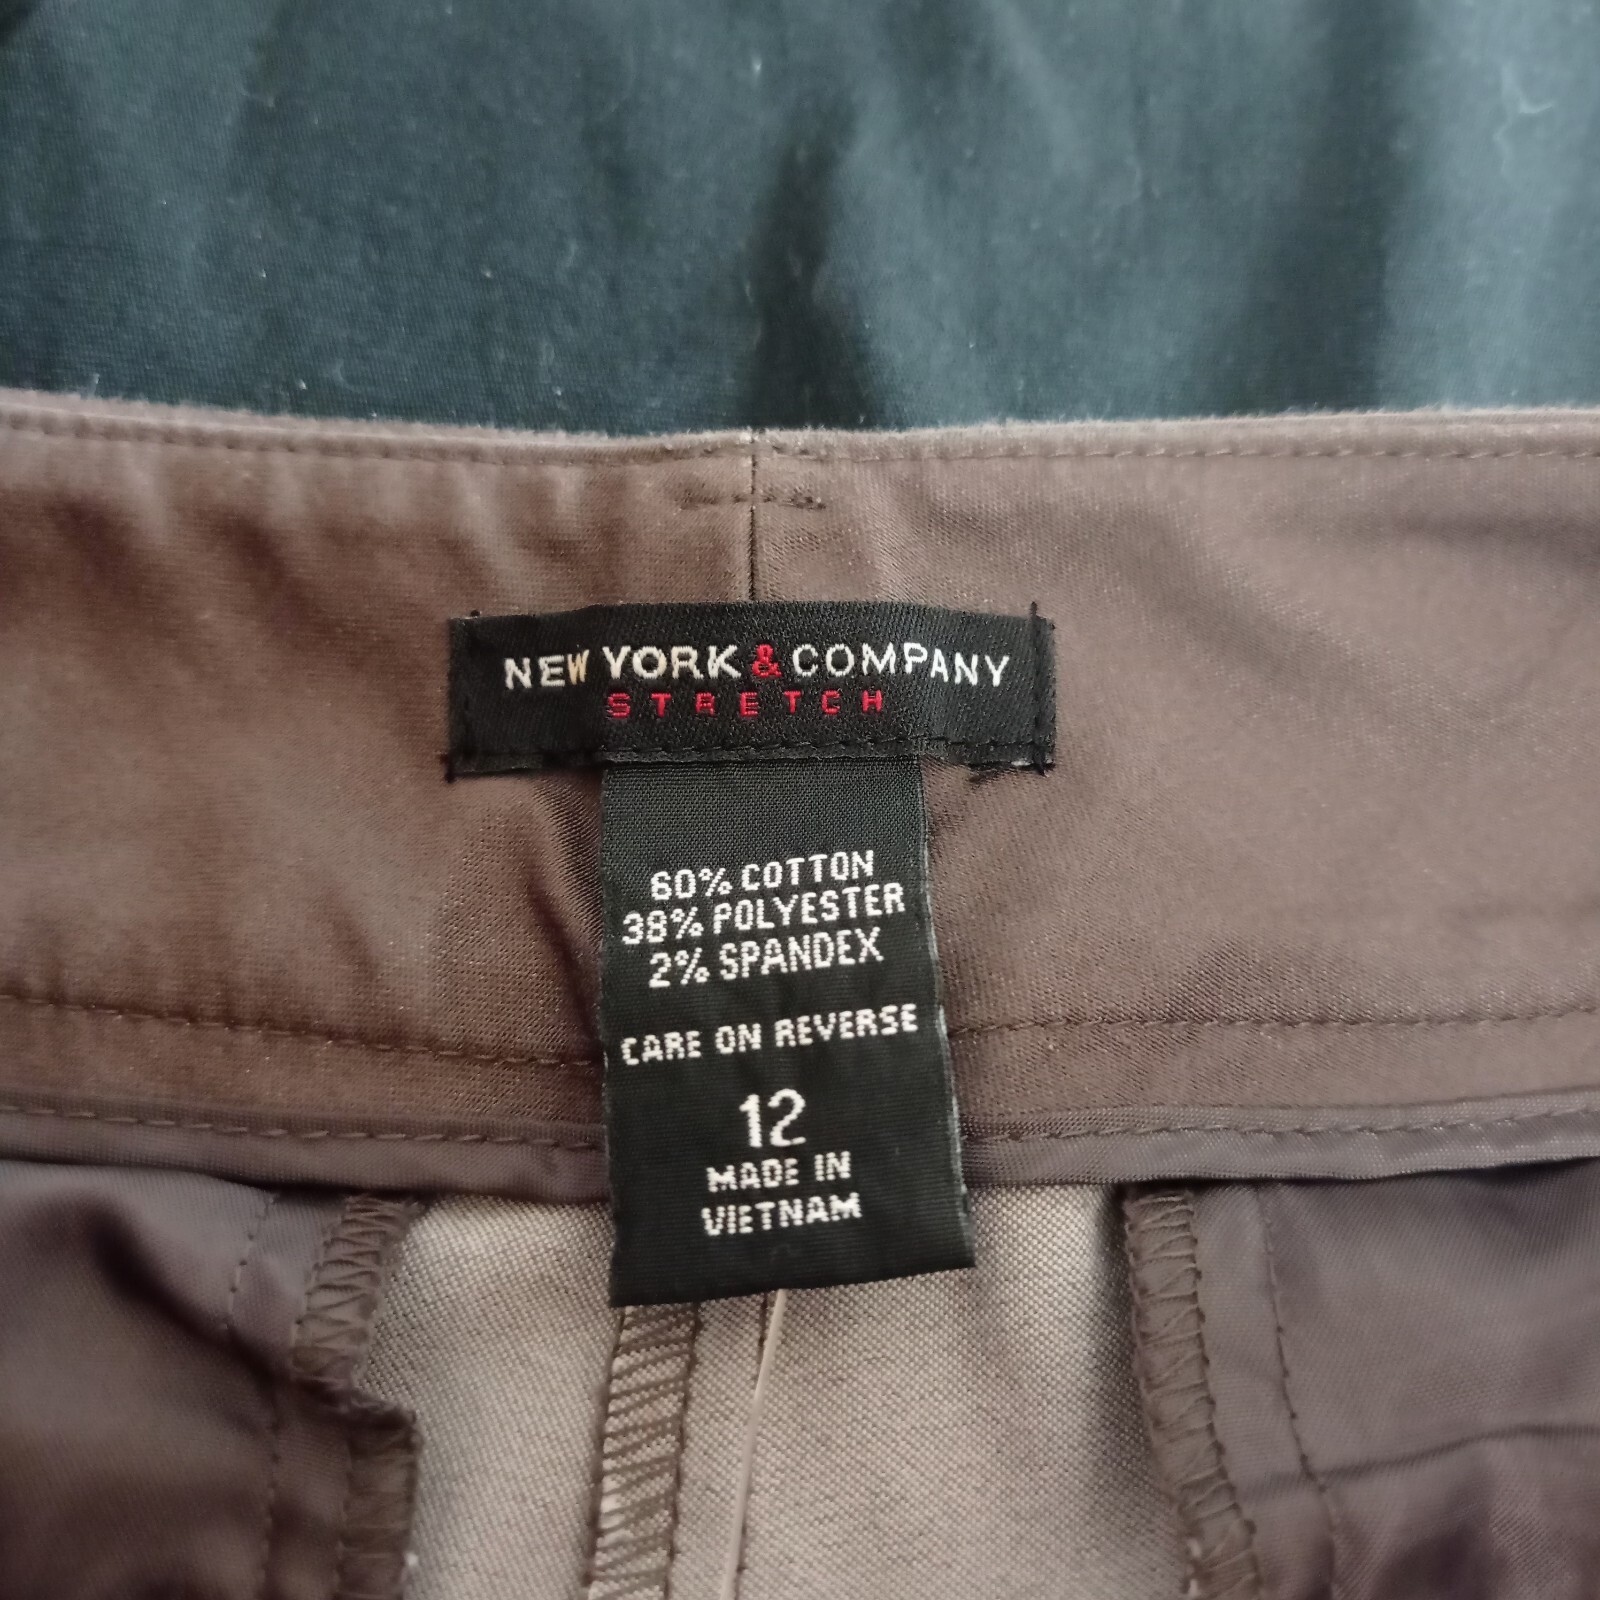 NEW YORK & COMPANY
STRETCH
60% COTTON
38% POLYESTER
2% SPANDEX
CARE ON REVERSE
12
MADE IN
VIETNAM